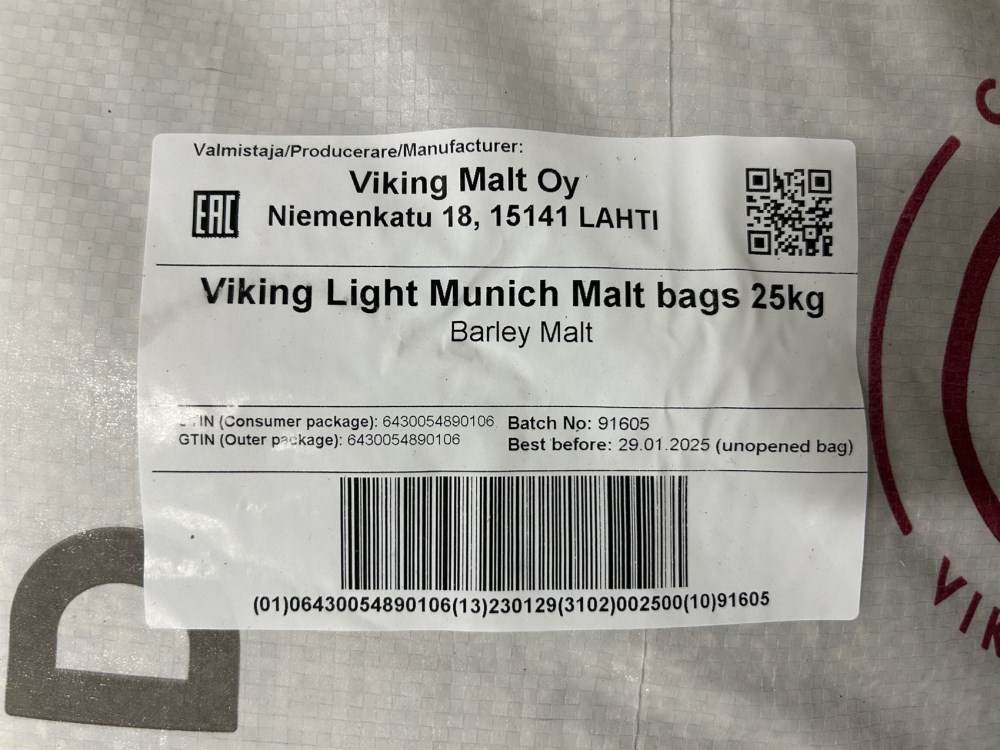 Valmistaja/Producerare/Manufacturer:
Viking Malt Oy
EAC
Niemenkatu 18, 15141 LAHTI
Viking Light Munich Malt bags 25kg
Barley Malt
(Consumer package): 6430054890106
GTIN (Outer package): 6430054890106
Batch No: 91605
Best before: 29.01.2025 (unopened bag)
(01)06430054890106(13)230129(3102)002500(10)91605